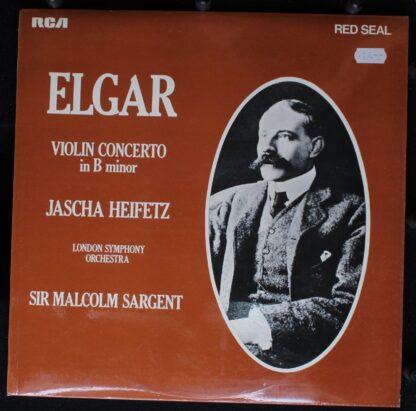 RCA
RED SEAL
ELGAR
VIOLIN CONCERTO
in B minor
JASCHA HEIFETZ
LONDON SYMPHONY
ORCHESTRA
SIR MALCOLM SARGENT